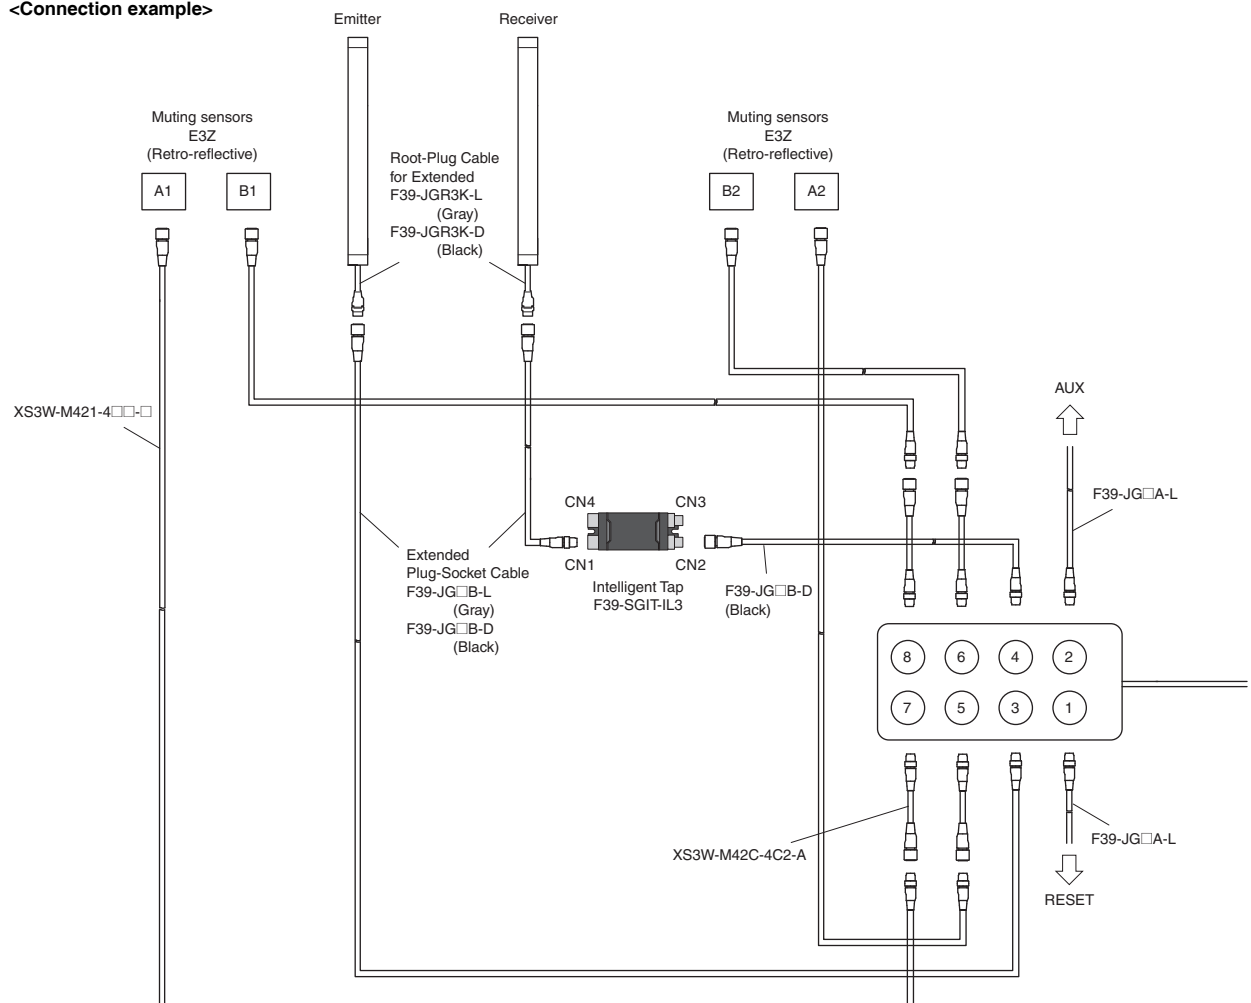 <Connection example>
Emitter
Receiver
Muting sensors
E3Z
(Retro-reflective)
A1
B1
Root-Plug Cable
for Extended
F39-JGR3K-L
(Gray)
F39-JGR3K-D
(Black)
Muting sensors
E3Z
(Retro-reflective)
B2
A2
XS3W-M421-4□□-□
AUX
F39-JG□A-L
CN4
CN3
CN1
CN2
Intelligent Tap
F39-SGIT-IL3
Extended
Plug-Socket Cable
F39-JG□B-L
(Gray)
F39-JG□B-D
(Black)
F39-JG□B-D
(Black)
8
6
4
2
7
5
3
1
XS3W-M42C-4C2-A
F39-JG□A-L
RESET